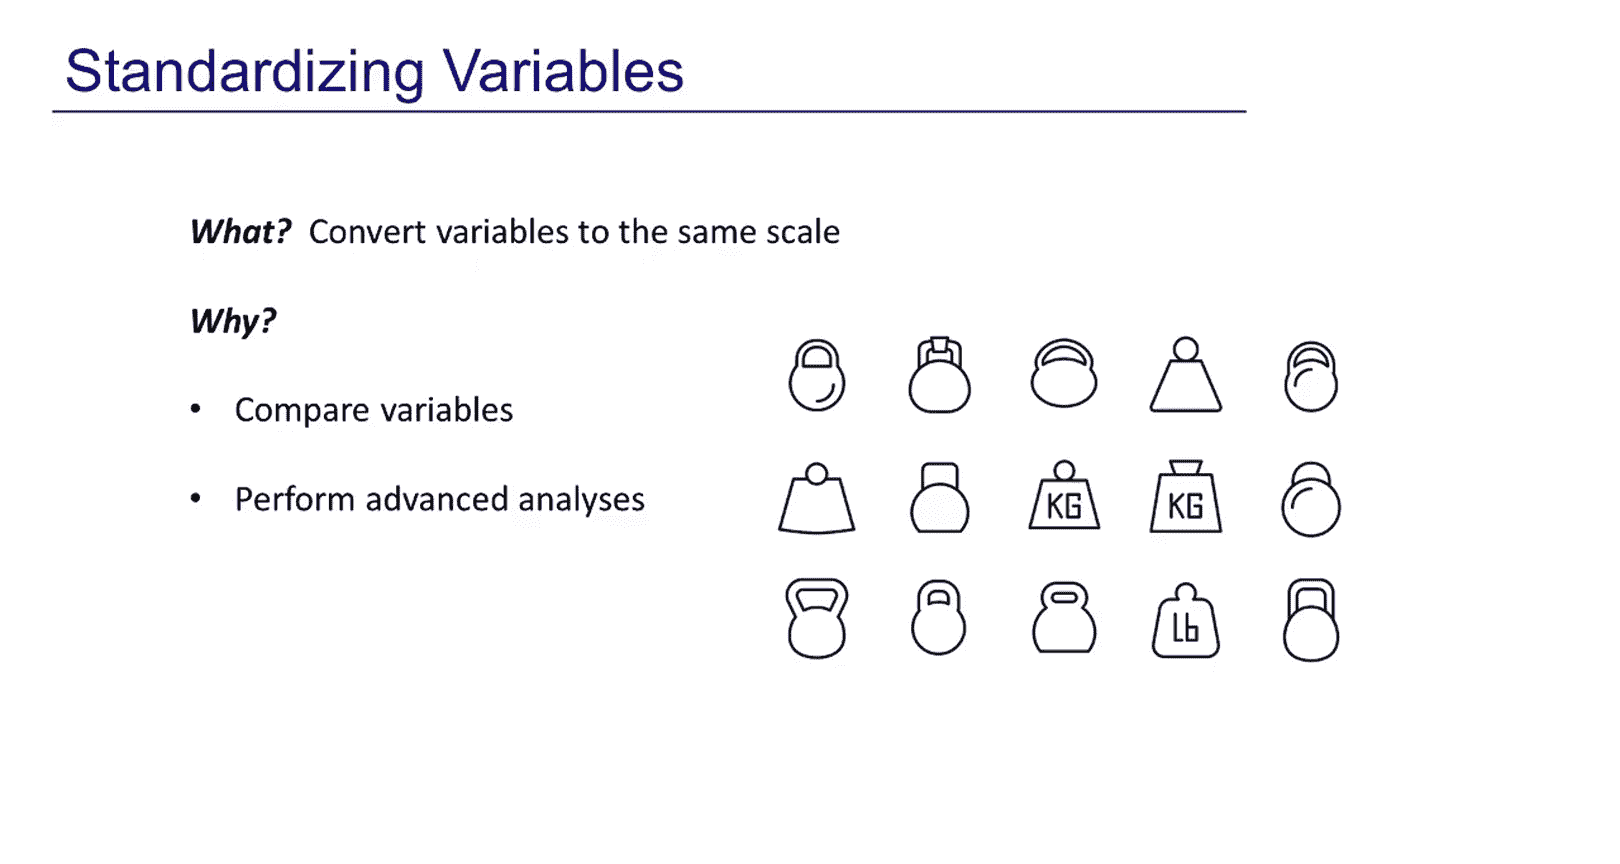 Standardizing Variables
What? Convert variables to the same scale
Why?
• Compare variables
• Perform advanced analyses
KG
KG
Lb